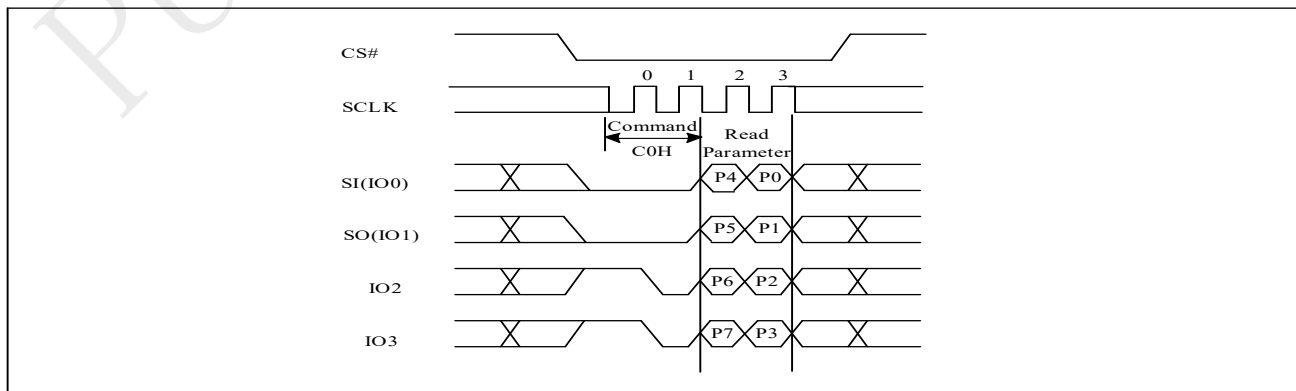 CS#
0 1 2 3
SCLK
Command
C0H
Read
Parameter
SI(IO0)
P4 P0
SO(IO1)
P5 P1
IO2
P6 P2
IO3
P7 P3